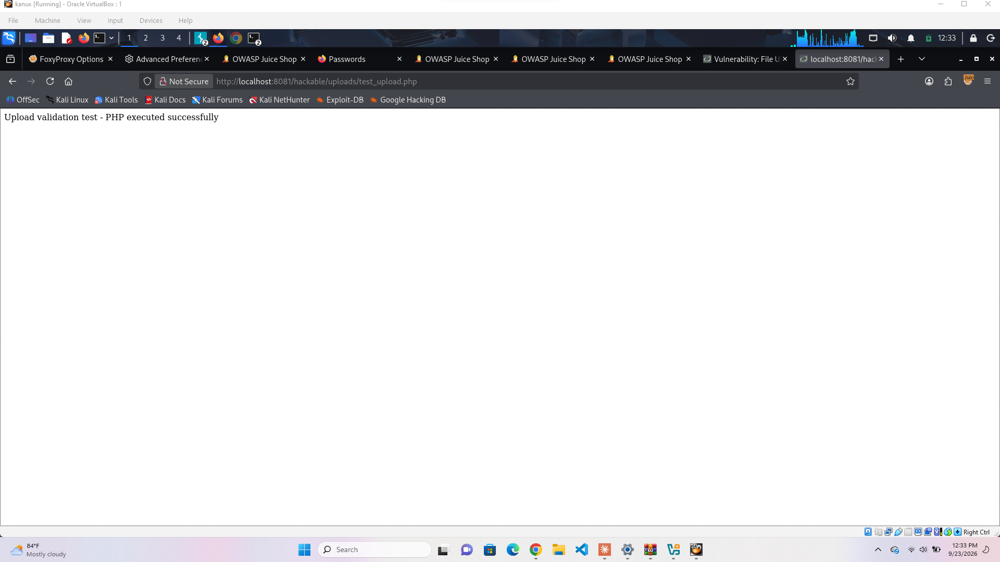 kanux [Running] - Oracle VirtualBox : 1
File Machine View Input Devices Help
1 2 3 4 2 2 12:33
FoxyProxy Options Advanced Preferenc OWASP Juice Shop Passwords OWASP Juice Shop OWASP Juice Shop OWASP Juice Shop Vulnerability: File U localhost:8081/hac
Not Secure http://localhost:8081/hackable/uploads/test_upload.php Juic
OffSec Kali Linux Kali Tools Kali Docs Kali Forums Kali NetHunter Exploit-DB Google Hacking DB
Upload validation test - PHP executed successfully
Right Ctrl
84°F
Mostly cloudy
Search
12:33 PM
9/23/2026